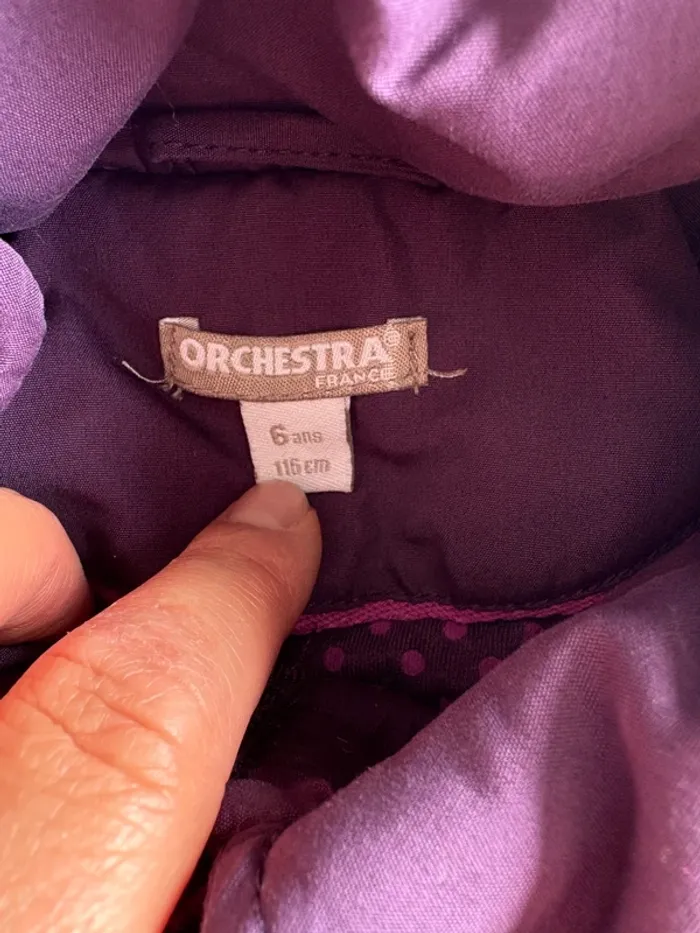 ORCHESTRA®
FRANCE
6 ans
116 cm